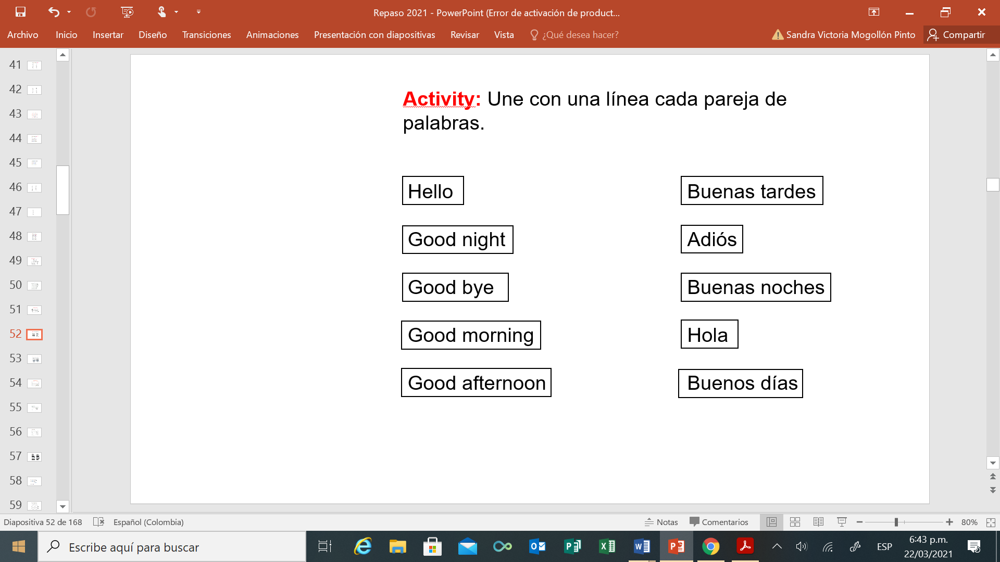 Repaso 2021 - PowerPoint (Error de activación de product...
Archivo Inicio Insertar Diseño Transiciones Animaciones Presentación con diapositivas Revisar Vista ¿Qué desea hacer? Sandra Victoria Mogollón Pinto Compartir
41
42
43
44
45
46
47
48
49
50
51
52
53
54
55
56
57
58
59
Activity: Une con una línea cada pareja de
palabras.
Hello Buenas tardes
Good night Adiós
Good bye Buenas noches
Good morning Hola
Good afternoon Buenos días
Diapositiva 52 de 168 Español (Colombia) Notas Comentarios 80%
Escribe aquí para buscar ESP 6:43 p.m.
22/03/2021